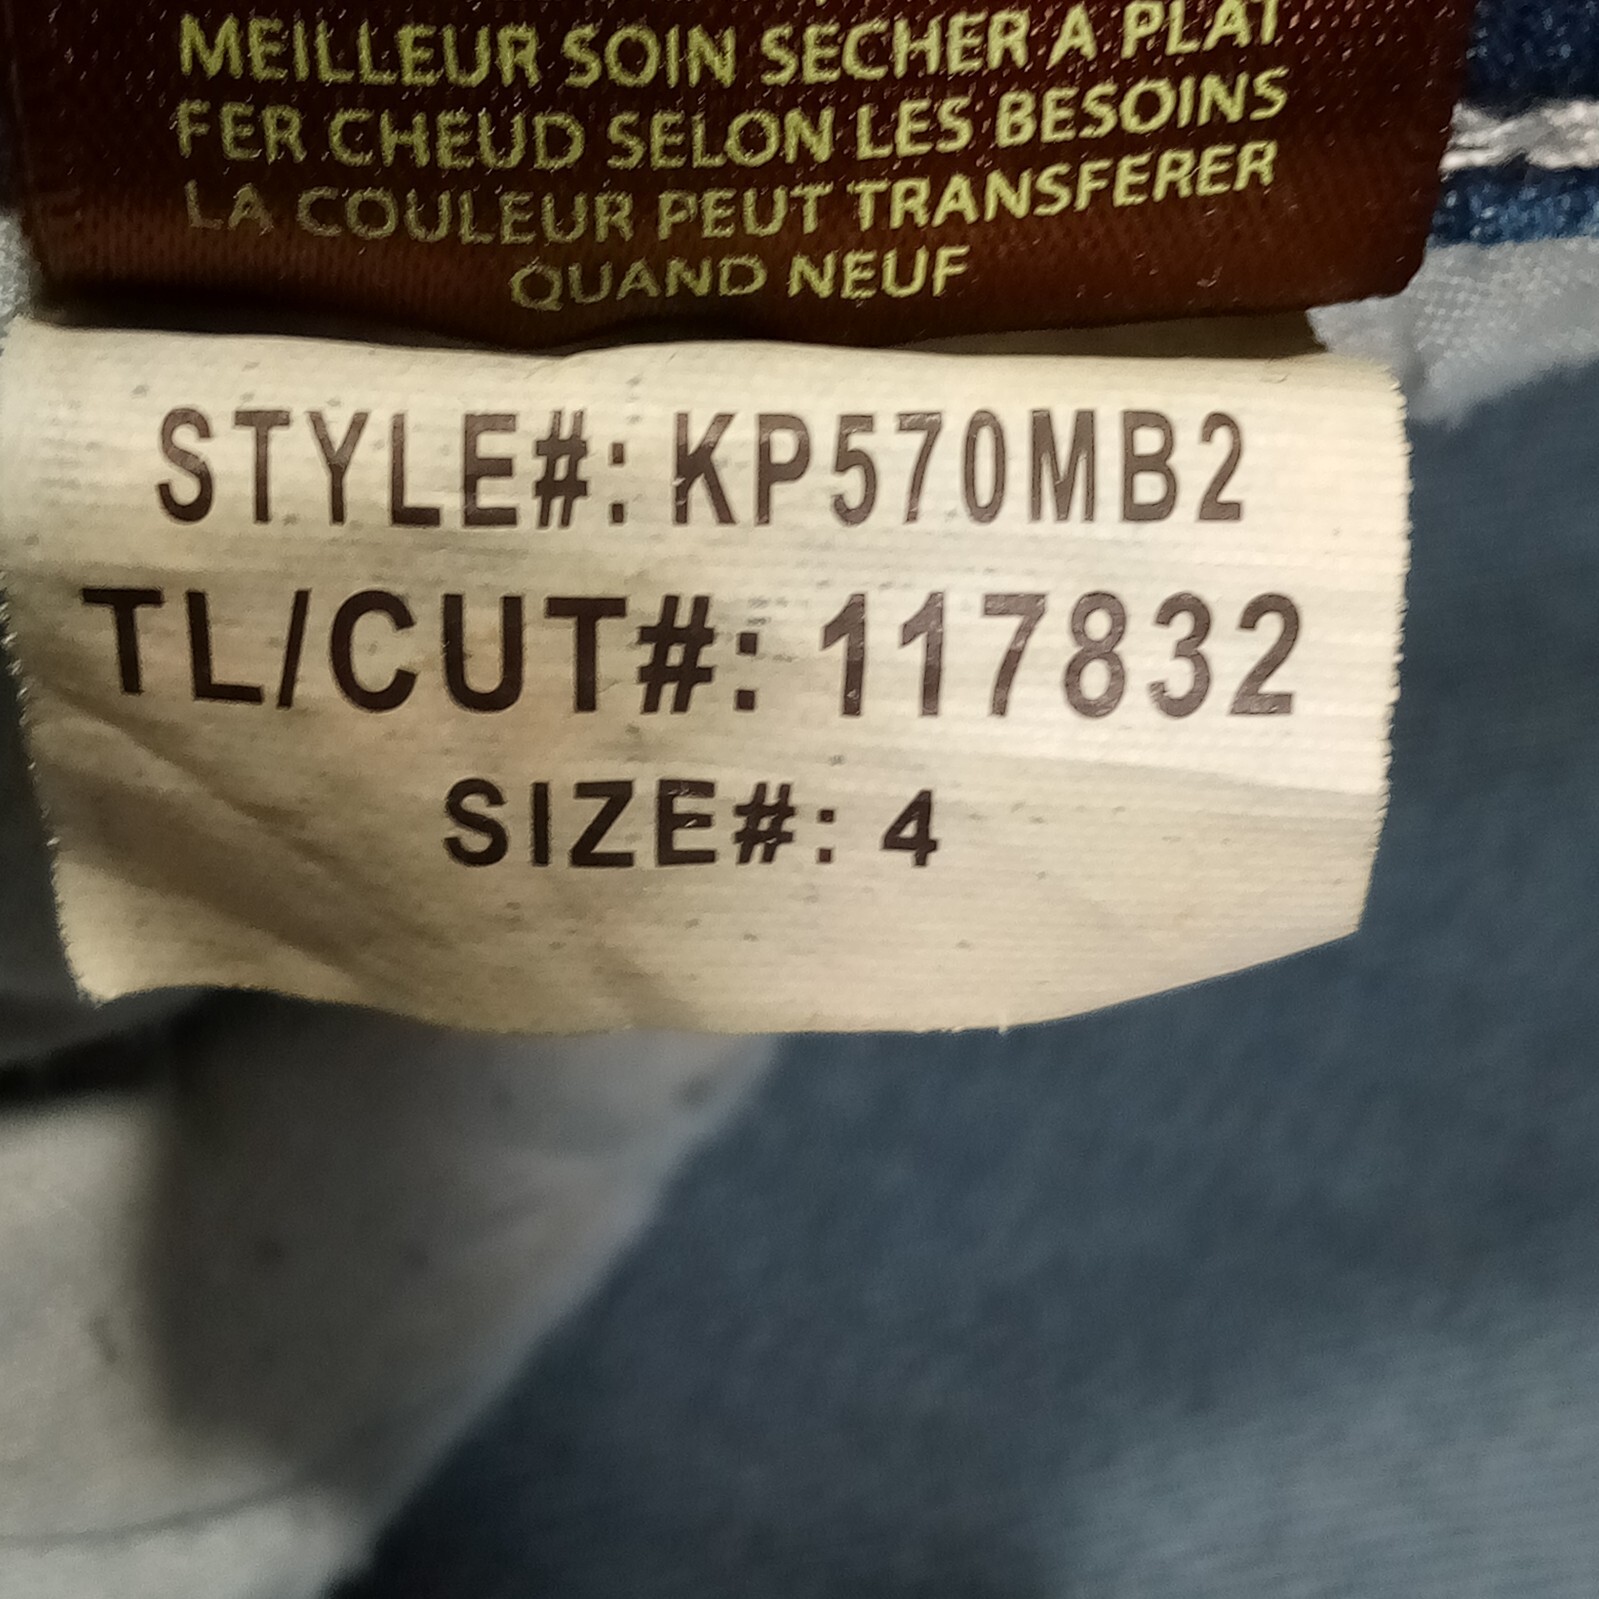 MEILLEUR SOIN SECHER A PLAT
FER CHEUD SELON LES BESOINS
LA COULEUR PEUT TRANSFERER
QUAND NEUF
STYLE#: KP570MB2
TL/CUT#: 117832
SIZE#: 4